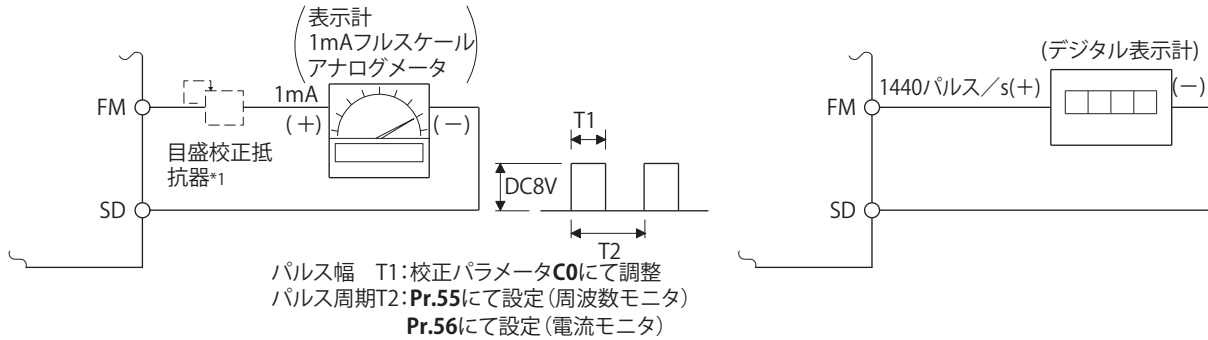 表示計
1mAフルスケール
アナログメータ
FM
1mA
(+)
(−)
目盛校正抵
抗器*1
SD
T1
DC8V
T2
パルス幅 T1:校正パラメータC0にて調整
パルス周期T2:Pr.55にて設定(周波数モニタ)
Pr.56にて設定(電流モニタ)
(デジタル表示計)
FM
1440パルス/s(+)
(−)
SD